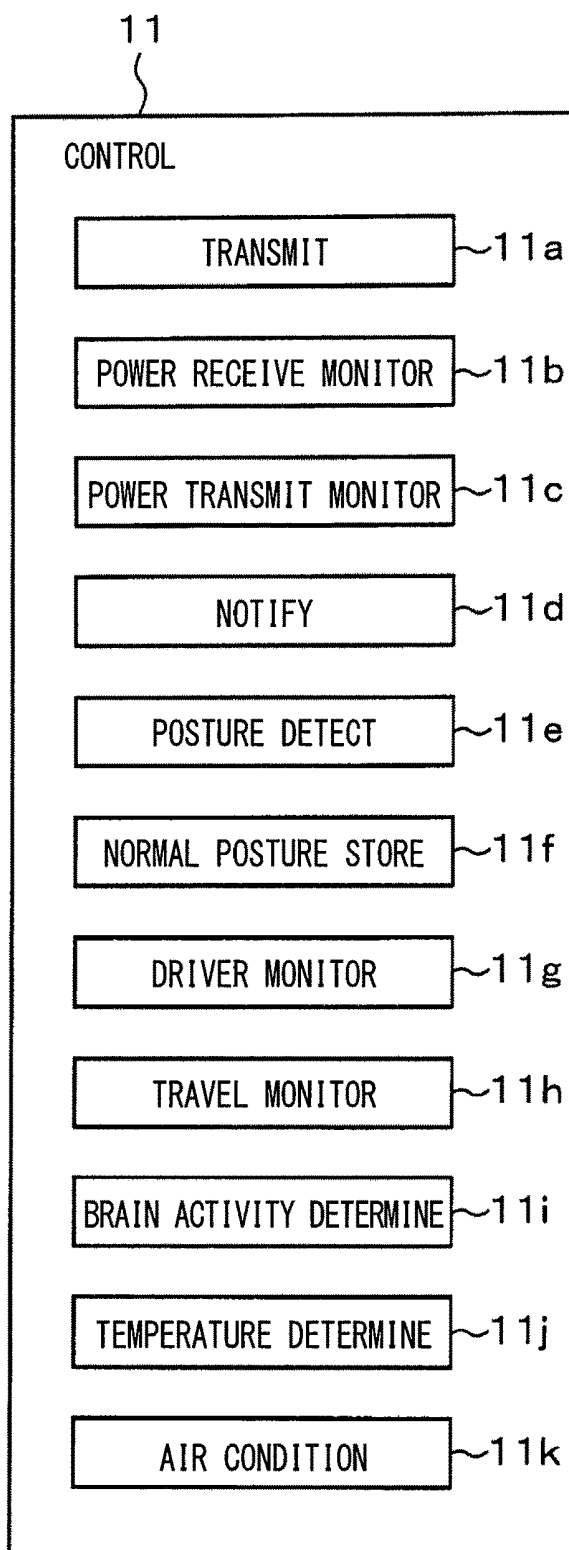 11
CONTROL
TRANSMIT 11a
POWER RECEIVE MONITOR 11b
POWER TRANSMIT MONITOR 11c
NOTIFY 11d
POSTURE DETECT 11e
NORMAL POSTURE STORE 11f
DRIVER MONITOR 11g
TRAVEL MONITOR 11h
BRAIN ACTIVITY DETERMINE 11i
TEMPERATURE DETERMINE 11j
AIR CONDITION 11k